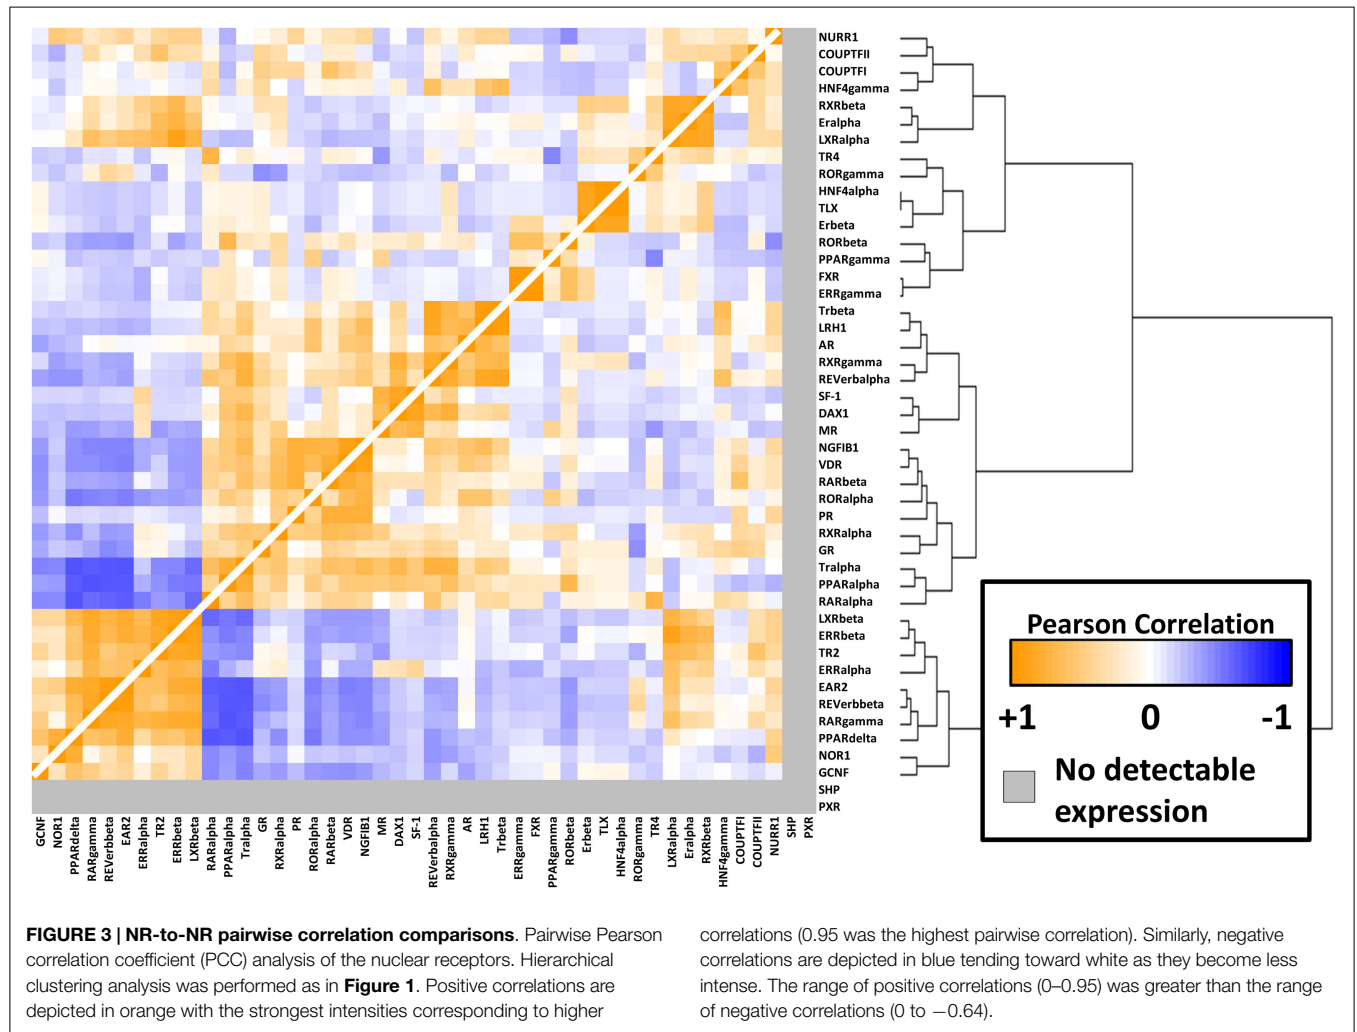 NURR1
COUPTFII
COUPTFI
HNF4gamma
RXRbeta
Eralpha
LXRalpha
TR4
RORgamma
HNF4alpha
TLX
Erbeta
RORbeta
PPARgamma
FXR
ERRgamma
Trbeta
LRH1
AR
RXRgamma
REVerbalpha
SF-1
DAX1
MR
NGFIB1
VDR
RARbeta
RORalpha
PR
RXRalpha
GR
Tralpha
PPARalpha
RARalpha
LXRbeta
ERRbeta
TR2
ERRalpha
EAR2
REVerbbeta
RARgamma
PPARdelta
NOR1
GCNF
SHP
PXR
Pearson Correlation
+1 0 -1
No detectable
expression
GCNF
NOR1
PPARdelta
RARgamma
REVerbbeta
EAR2
ERRalpha
TR2
ERRbeta
LXRbeta
RARalpha
PPARalpha
Tralpha
GR
RXRalpha
PR
RORalpha
RARbeta
VDR
NGFIB1
MR
DAX1
SF-1
REVerbalpha
RXRgamma
AR
LRH1
Trbeta
ERRgamma
FXR
PPARgamma
RORbeta
Erbeta
TLX
HNF4alpha
RORgamma
TR4
LXRalpha
Eralpha
RXRbeta
HNF4gamma
COUPTFI
COUPTFII
NURR1
SHP
PXR
FIGURE 3 | NR-to-NR pairwise correlation comparisons. Pairwise Pearson
correlation coefficient (PCC) analysis of the nuclear receptors. Hierarchical
clustering analysis was performed as in Figure 1. Positive correlations are
depicted in orange with the strongest intensities corresponding to higher
correlations (0.95 was the highest pairwise correlation). Similarly, negative
correlations are depicted in blue tending toward white as they become less
intense. The range of positive correlations (0–0.95) was greater than the range
of negative correlations (0 to −0.64).